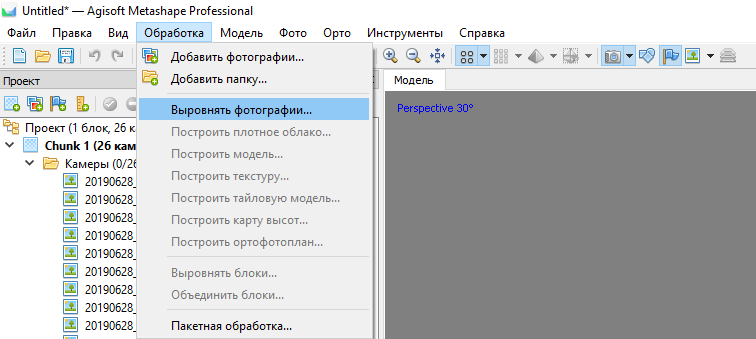 Untitled* — Agisoft Metashape Professional
Файл Правка Вид Обработка Модель Фото Орто Инструменты Справка
Добавить фотографии...
Добавить папку...
Проект
Модель
Выровнять фотографии...
Perspective 30°
Построить плотное облако...
Проект (1 блок, 26 ка
Построить модель...
Chunk 1 (26 кам
Построить текстуру...
Камеры (0/26
Построить тайловую модель...
20190628_
Построить карту высот...
20190628_
Построить ортофотоплан...
20190628_
20190628_
20190628_
Выровнять блоки...
20190628_
Объединить блоки...
20190628_
20190628_
20190628_
Пакетная обработка...